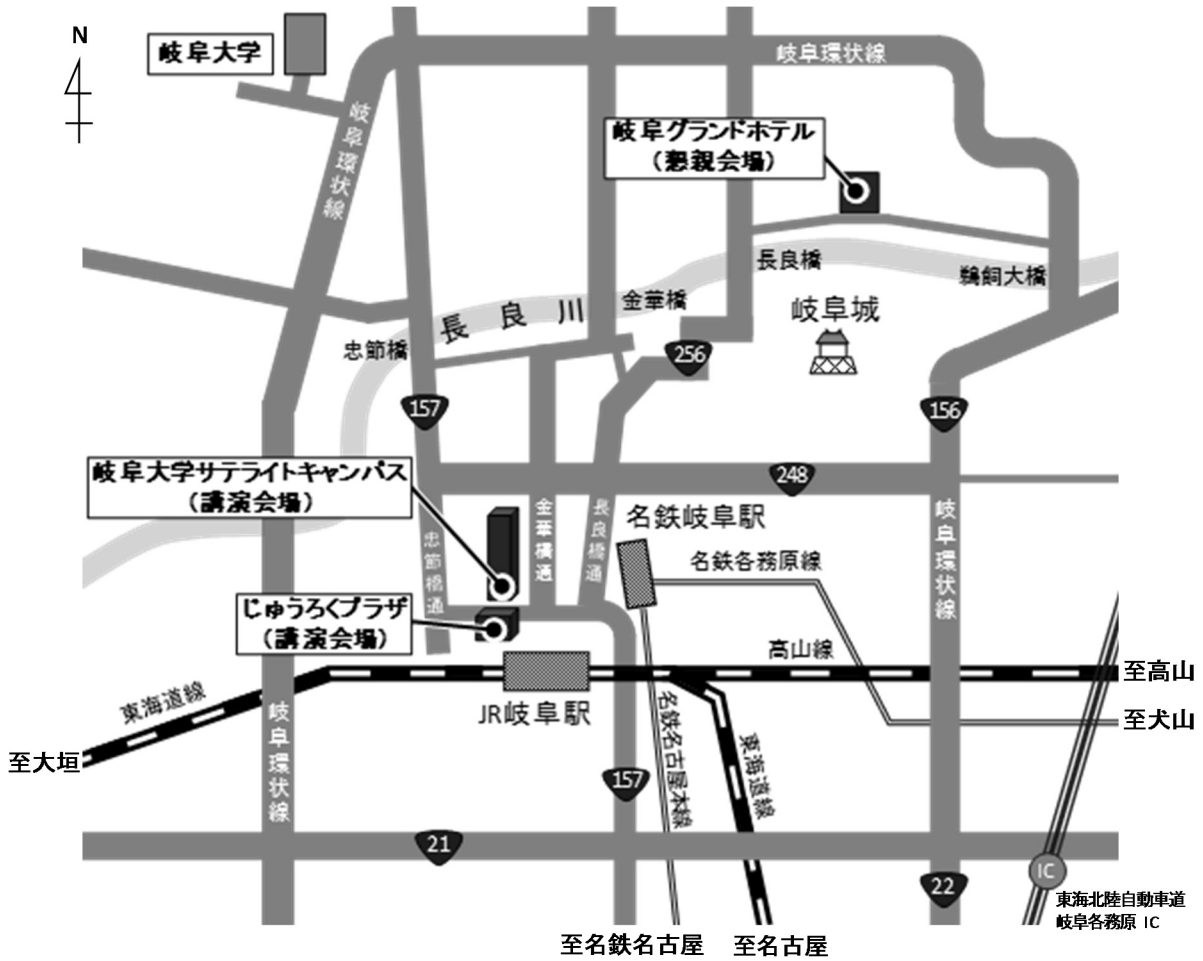 N
岐阜大学
岐阜環状線
岐阜環状線
岐阜グランドホテル
（懇親会場）
長良橋
鵜飼大橋
金華橋
長良川
岐阜城
忠節橋
256
157
156
岐阜大学サテライトキャンパス
（講演会場）
248
名鉄岐阜駅
忠節橋通
金華橋通
長良橋通
岐阜環状線
名鉄各務原線
じゅうろくプラザ
（講演会場）
高山線
至高山
東海道線
JR岐阜駅
至犬山
岐阜環状線
名鉄名古屋本線
東海道線
至大垣
157
21
22
IC
東海北陸自動車道
岐阜各務原 IC
至名鉄名古屋
至名古屋